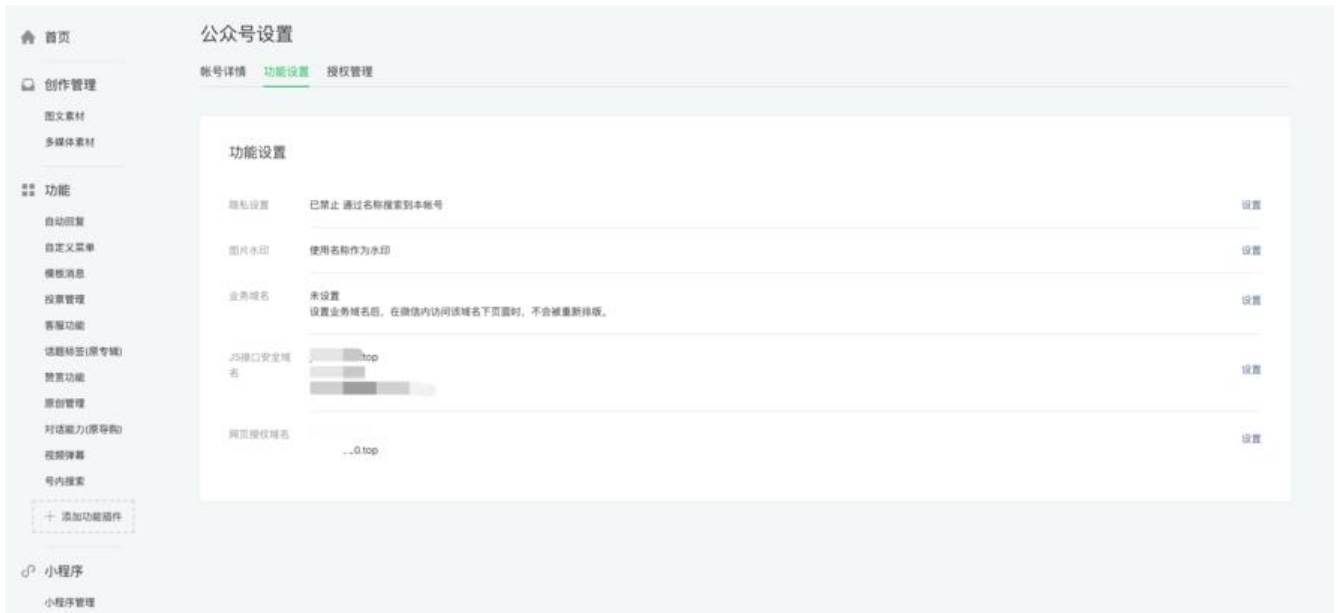 首页
创作管理
图文素材
多媒体素材
功能
自动回复
自定义菜单
模板消息
投票管理
客服功能
话题标签(原专辑)
赞赏功能
原创管理
对话能力(原导购)
视频弹幕
号内搜索
+ 添加功能插件
小程序
小程序管理
公众号设置
帐号详情 功能设置 授权管理
功能设置
隐私设置 已禁止 通过名称搜索到本帐号 设置
图片水印 使用名称作为水印 设置
业务域名 未设置 设置
设置业务域名后，在微信内访问该域名下页面时，不会被重新排版。
JS接口安全域名 .top 设置
网页授权域名 设置
0.top